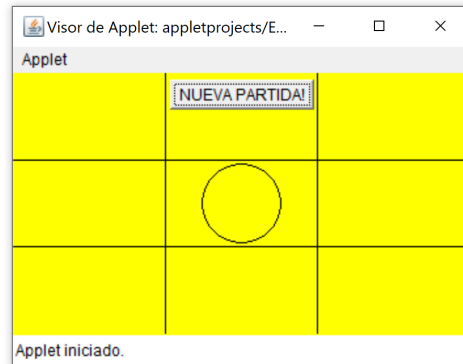 Visor de Applet: appletprojects/E...
Applet
NUEVA PARTIDA!
Applet iniciado.